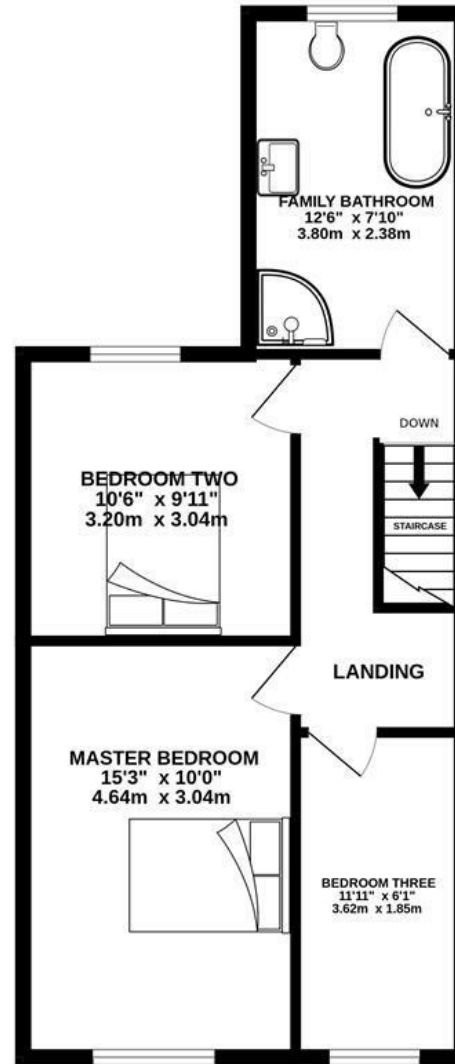 FAMILY BATHROOM
12'6" x 7'10"
3.80m x 2.38m
DOWN
STAIRCASE
BEDROOM TWO
10'6" x 9'11"
3.20m x 3.04m
LANDING
MASTER BEDROOM
15'3" x 10'0"
4.64m x 3.04m
BEDROOM THREE
11'11" x 6'1"
3.62m x 1.85m